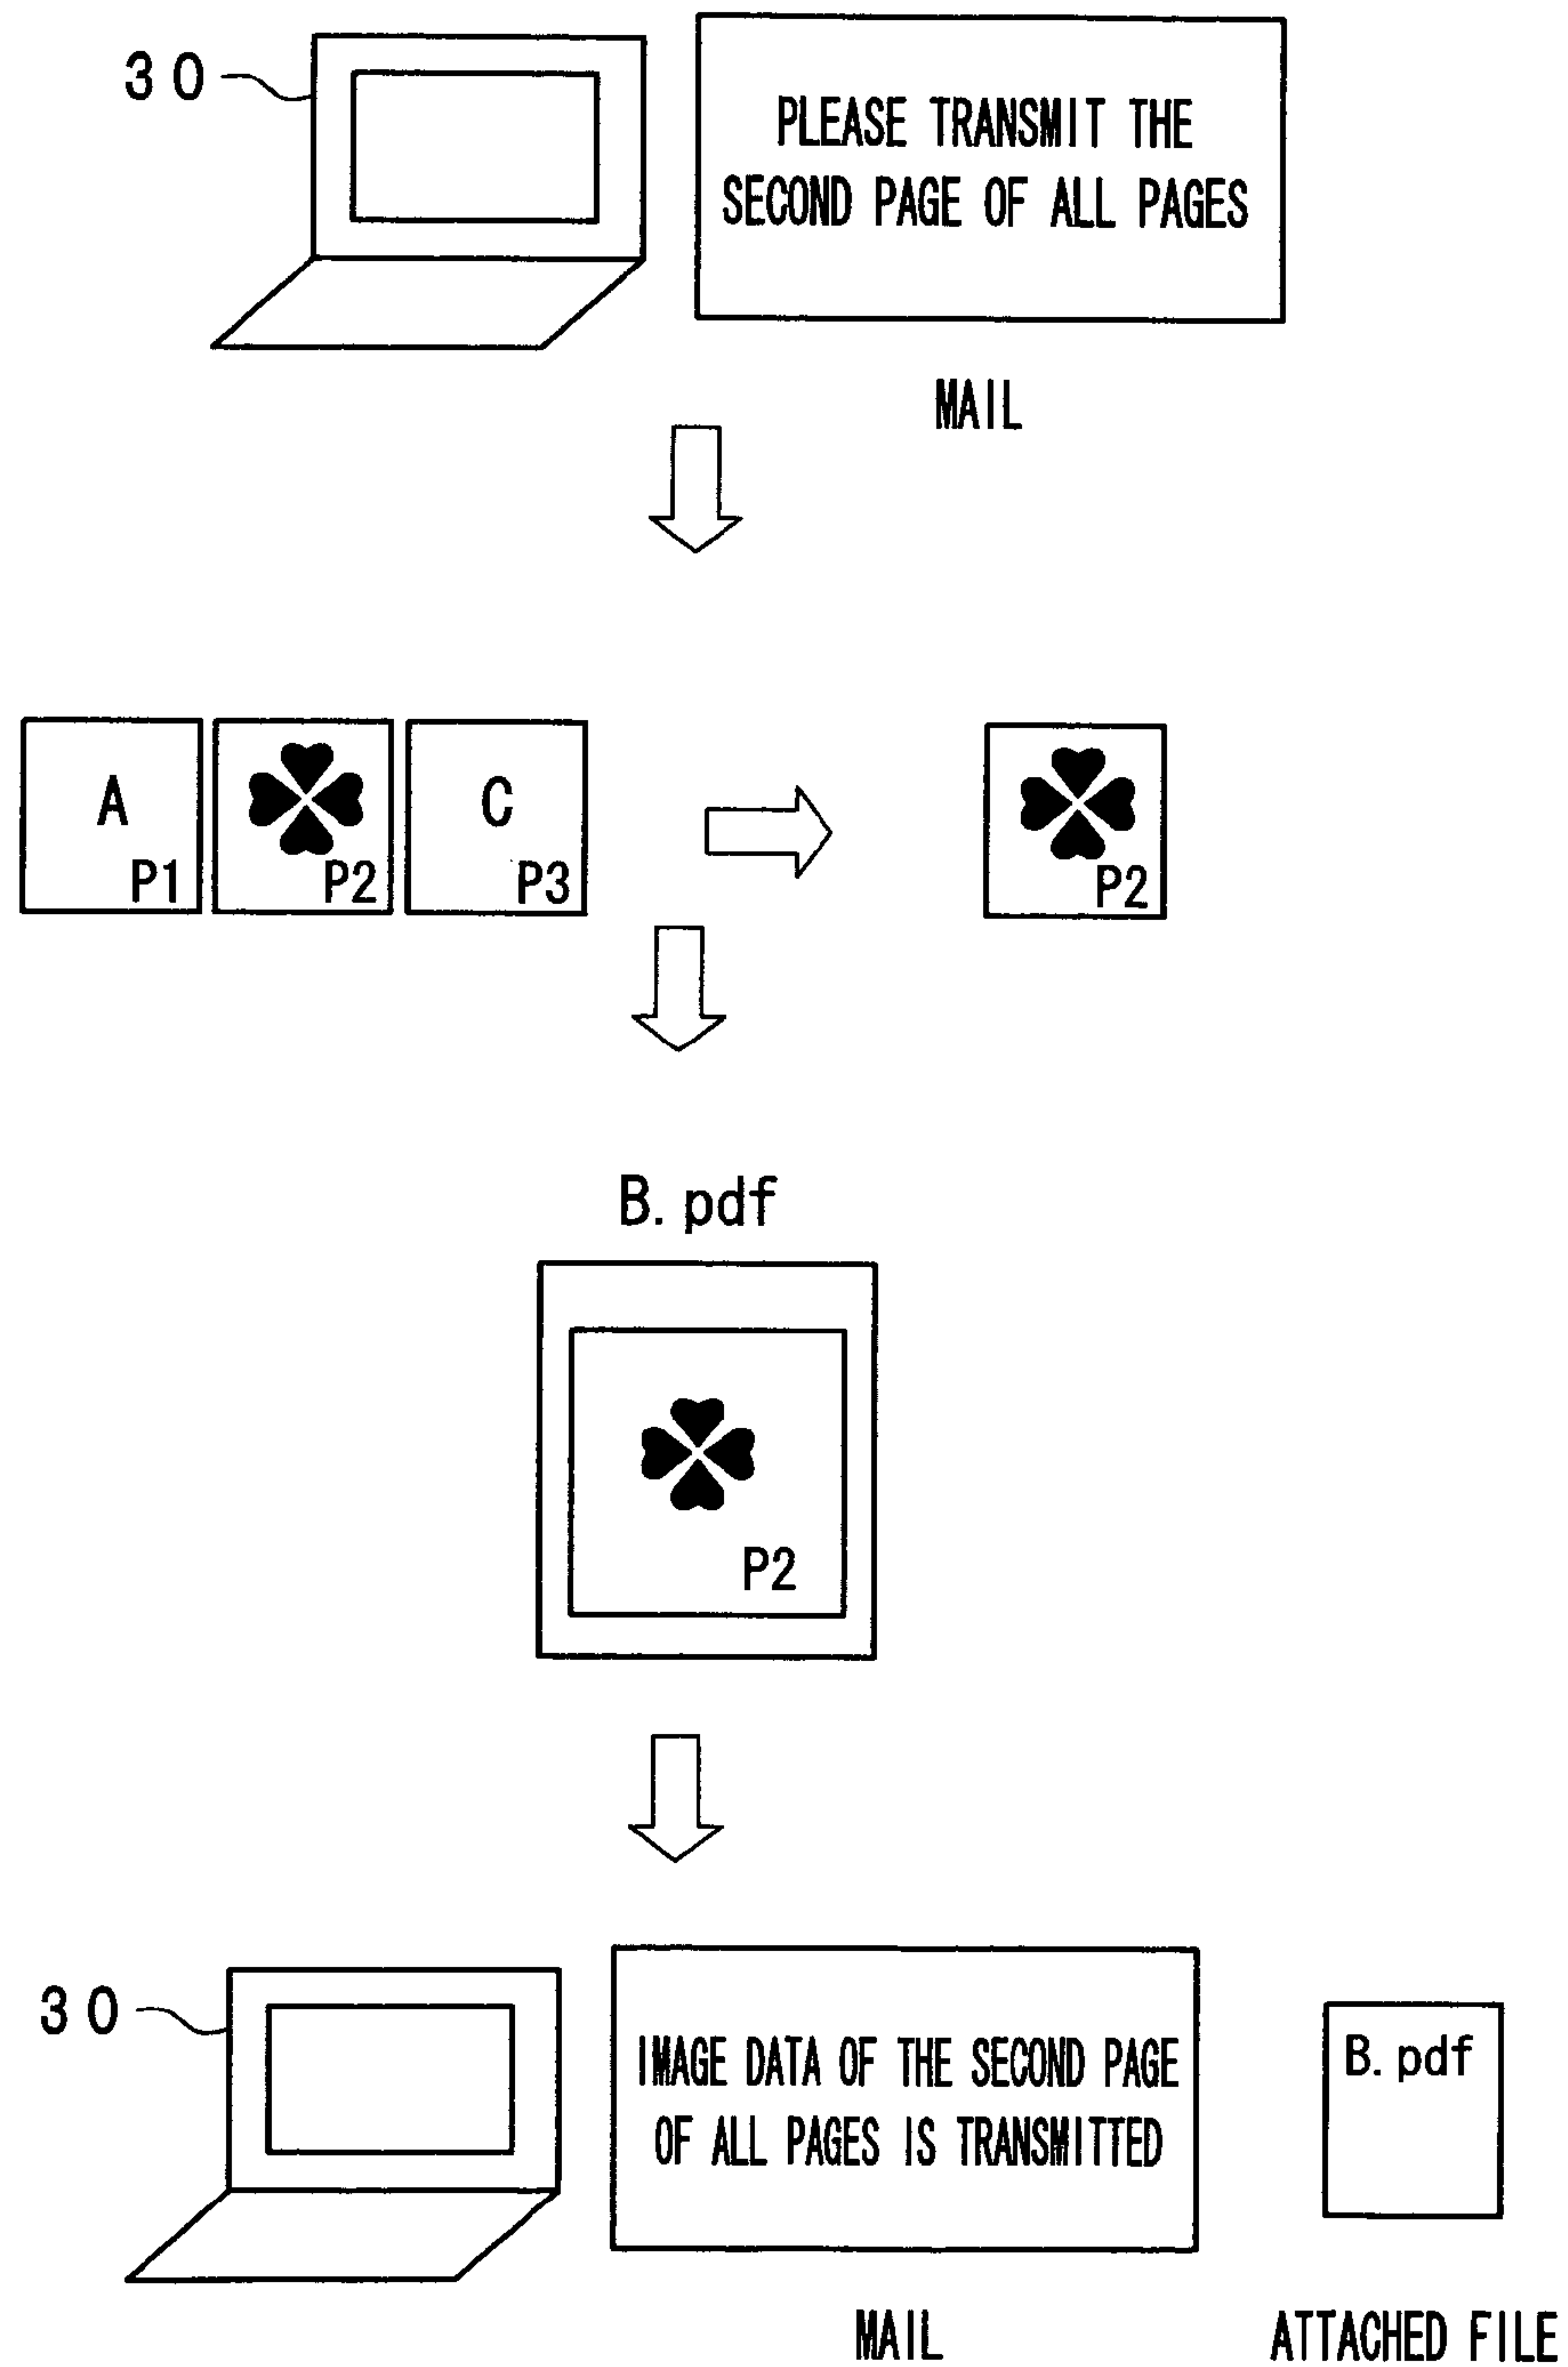 30
PLEASE TRANSMIT THE
SECOND PAGE OF ALL PAGES
MAIL
A
P1
P2
C
P3
P2
B. pdf
P2
30
IMAGE DATA OF THE SECOND PAGE
OF ALL PAGES IS TRANSMITTED
B. pdf
MAIL
ATTACHED FILE